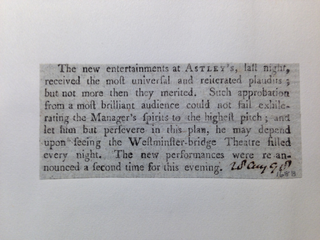 The new entertainments at ASTLEY'S, laſt night,
received the moſt univerſal and reiterated plaudits;
but not more then they merited. Such approbation
from a moſt brilliant audience could not fail exhile-
rating the Manager's ſpirits to the higheſt pitch; and
let him but perſevere in this plan, he may depend
upon ſeeing the Weſtminſter-bridge Theatre filled
every night. The new performances were re-an-
nounced a ſecond time for this evening. 28 Aug